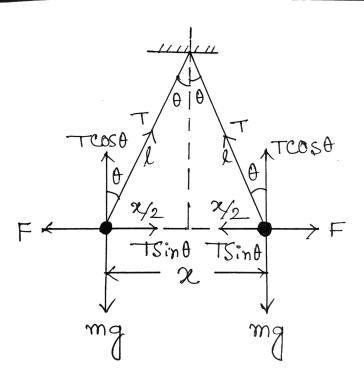 θ θ
T T
Tcosθ l l Tcosθ
θ θ
x/2 x/2
F F
TSinθ TSinθ
x
mg mg